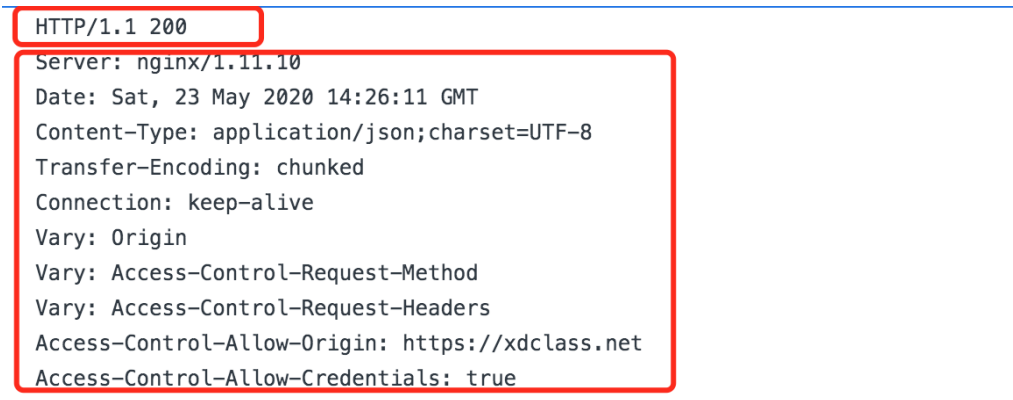 HTTP/1.1 200
Server: nginx/1.11.10
Date: Sat, 23 May 2020 14:26:11 GMT
Content-Type: application/json;charset=UTF-8
Transfer-Encoding: chunked
Connection: keep-alive
Vary: Origin
Vary: Access-Control-Request-Method
Vary: Access-Control-Request-Headers
Access-Control-Allow-Origin: https://xdclass.net
Access-Control-Allow-Credentials: true